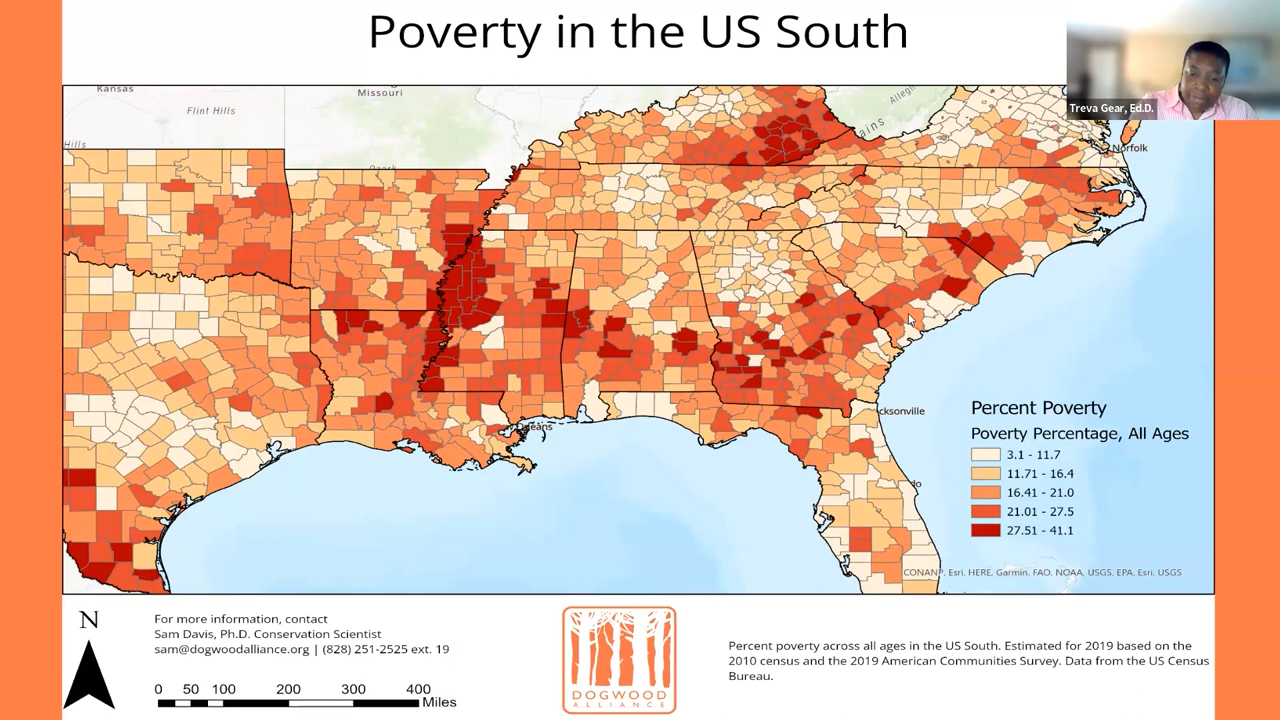 Poverty in the US South
Treva Gear, Ed.D.
Kansas
Missouri
Flint Hills
Hills
Norfolk
cksonville
Percent Poverty
Poverty Percentage, All Ages
3.1 - 11.7
11.71 - 16.4
16.41 - 21.0
21.01 - 27.5
27.51 - 41.1
CONANP, Esri, HERE, Garmin, FAO, NOAA, USGS, EPA, Esri, USGS
N
For more information, contact
Sam Davis, Ph.D. Conservation Scientist
sam@dogwoodalliance.org | (828) 251-2525 ext. 19
0 50 100 200 300 400
Miles
DOGWOOD
ALLIANCE
Percent poverty across all ages in the US South. Estimated for 2019 based on the
2010 census and the 2019 American Communities Survey. Data from the US Census
Bureau.